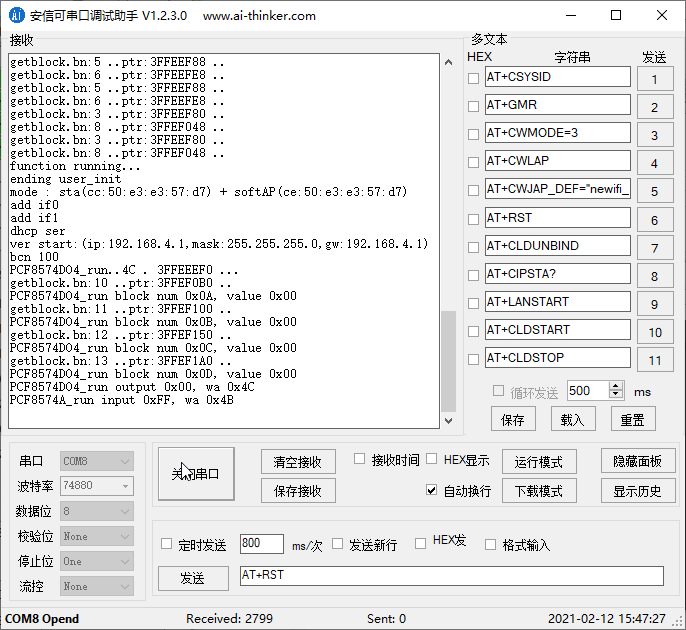 安信可串口调试助手 V1.2.3.0 www.ai-thinker.com
接收
getblock.bn:5 ..ptr:3FFEEF88 ..
getblock.bn:6 ..ptr:3FFEEFE8 ..
getblock.bn:5 ..ptr:3FFEEF88 ..
getblock.bn:6 ..ptr:3FFEEFE8 ..
getblock.bn:3 ..ptr:3FFEEF80 ..
getblock.bn:8 ..ptr:3FFEF048 ..
getblock.bn:3 ..ptr:3FFEEF80 ..
getblock.bn:8 ..ptr:3FFEF048 ..
function running...
ending user_init
mode : sta(cc:50:e3:e3:57:d7) + softAP(ce:50:e3:e3:57:d7)
add if0
add if1
dhcp ser
ver start:(ip:192.168.4.1,mask:255.255.255.0,gw:192.168.4.1)
bcn 100
PCF8574DO4_run..4C . 3FFEEEF0 ...
getblock.bn:10 ..ptr:3FFEF0B0 ..
PCF8574DO4_run block num 0x0A, value 0x00
getblock.bn:11 ..ptr:3FFEF100 ..
PCF8574DO4_run block num 0x0B, value 0x00
getblock.bn:12 ..ptr:3FFEF150 ..
PCF8574DO4_run block num 0x0C, value 0x00
getblock.bn:13 ..ptr:3FFEF1A0 ..
PCF8574DO4_run block num 0x0D, value 0x00
PCF8574DO4_run output 0x00, wa 0x4C
PCF8574A_run input 0xFF, wa 0x4B
多文本
HEX 字符串 发送
AT+CSYSID 1
AT+GMR 2
AT+CWMODE=3 3
AT+CWLAP 4
AT+CWJAP_DEF="newifi_ 5
AT+RST 6
AT+CLDUNBIND 7
AT+CIPSTA? 8
AT+LANSTART 9
AT+CLDSTART 10
AT+CLDSTOP 11
循环发送 500 ms
保存 载入 重置
串口 COM8
波特率 74880
数据位 8
校验位 None
停止位 One
流控 None
关闭串口
清空接收 接收时间 HEX显示 运行模式 隐藏面板
保存接收 自动换行 下载模式 显示历史
定时发送 800 ms/次 发送新行 HEX发 格式输入
发送 AT+RST
COM8 Opend Received: 2799 Sent: 0 2021-02-12 15:47:27